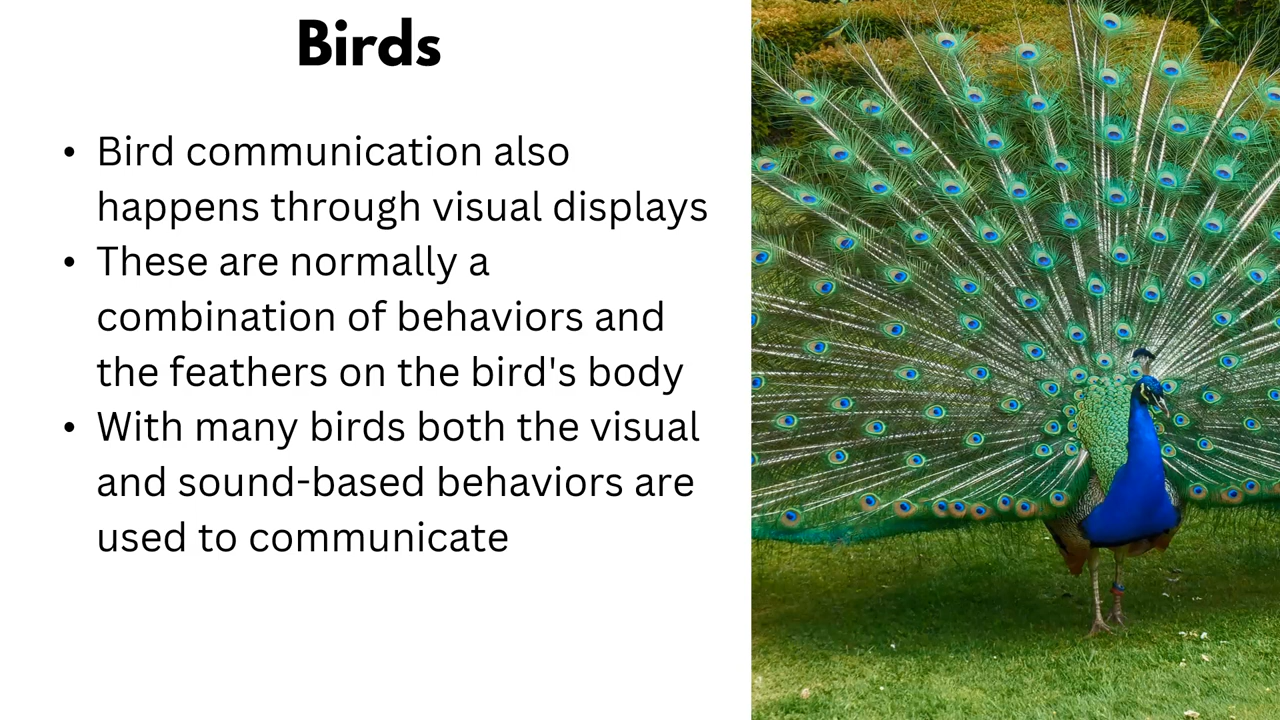 Birds
• Bird communication also
happens through visual displays
• These are normally a
combination of behaviors and
the feathers on the bird's body
• With many birds both the visual
and sound-based behaviors are
used to communicate